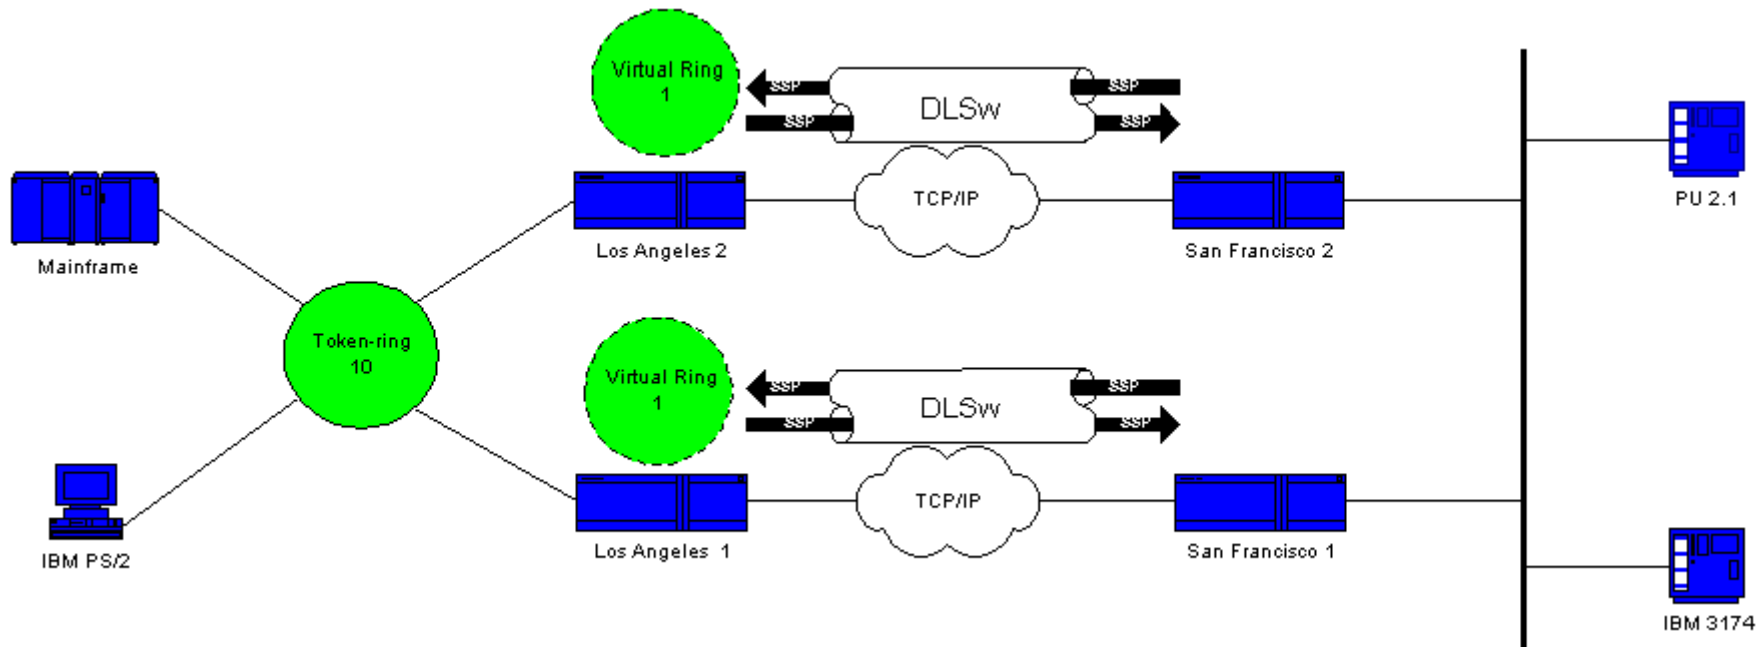 Virtual Ring
1
SSP
SSP
DLSw
SSP
SSP
TCP/IP
Mainframe
Los Angeles 2
San Francisco 2
PU 2.1
Token-ring
10
Virtual Ring
1
SSP
SSP
DLSw
SSP
SSP
TCP/IP
IBM PS/2
Los Angeles 1
San Francisco 1
IBM 3174